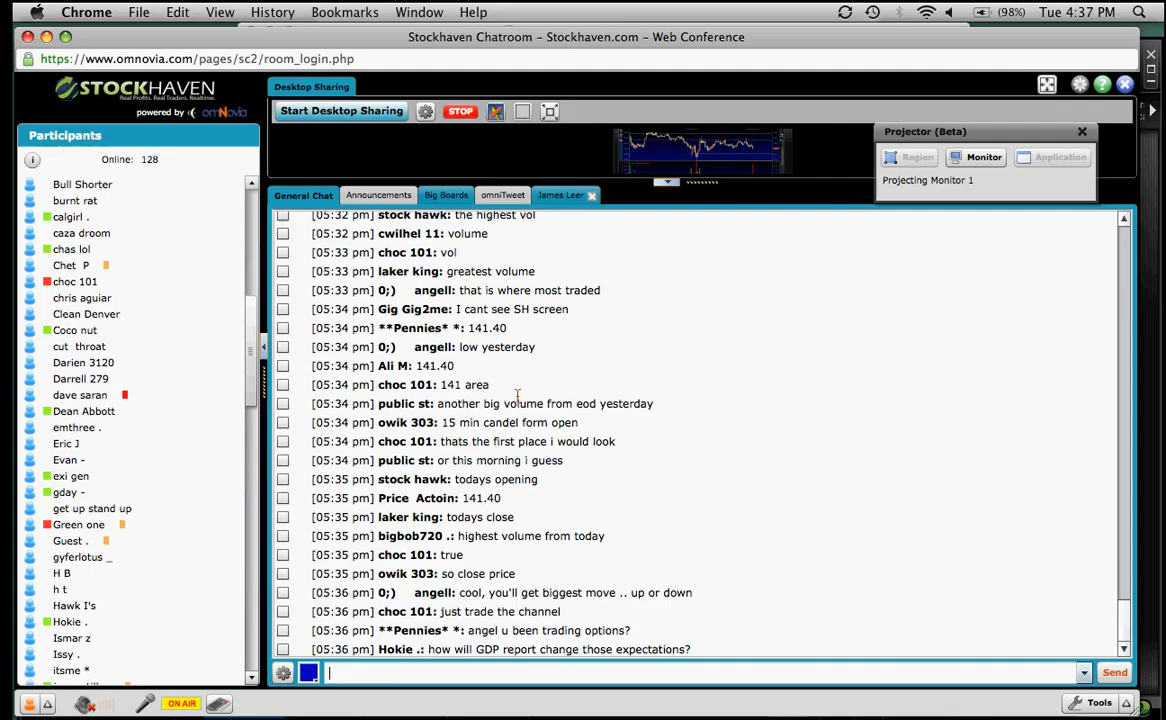 Chrome File Edit View History Bookmarks Window Help (98%) Tue 4:37 PM
Stockhaven Chatroom – Stockhaven.com – Web Conference
https://www.omnovia.com/pages/sc2/room_login.php
STOCKHAVEN
Real Profits. Real Traders. Realtime.
powered by omNovia
Desktop Sharing
Start Desktop Sharing STOP
Projector (Beta)
Region Monitor Application
Projecting Monitor 1
Participants
Online: 128
Bull Shorter
burnt rat
calgirl .
caza droom
chas lol
Chet P
choc 101
chris aguiar
Clean Denver
Coco nut
cut throat
Darien 3120
Darrell 279
dave saran
Dean Abbott
emthree .
Eric J
Evan -
exi gen
gday -
get up stand up
Green one
Guest .
gyferlotus _
H B
h t
Hawk I's
Hokie .
Ismar z
Issy .
itsme *
General Chat Announcements Big Boards omniTweet James Leer
[05:32 pm] stock hawk: the highest vol
[05:32 pm] cwilhel 11: volume
[05:33 pm] choc 101: vol
[05:33 pm] laker king: greatest volume
[05:33 pm] 0;) angell: that is where most traded
[05:34 pm] Gig Gig2me: I cant see SH screen
[05:34 pm] **Pennies* *: 141.40
[05:34 pm] 0;) angell: low yesterday
[05:34 pm] Ali M: 141.40
[05:34 pm] choc 101: 141 area
[05:34 pm] public st: another big volume from eod yesterday
[05:34 pm] owik 303: 15 min candel form open
[05:34 pm] choc 101: thats the first place i would look
[05:34 pm] public st: or this morning i guess
[05:35 pm] stock hawk: todays opening
[05:35 pm] Price Actoin: 141.40
[05:35 pm] laker king: todays close
[05:35 pm] bigbob720 .: highest volume from today
[05:35 pm] choc 101: true
[05:35 pm] owik 303: so close price
[05:36 pm] 0;) angell: cool, you'll get biggest move .. up or down
[05:36 pm] choc 101: just trade the channel
[05:36 pm] **Pennies* *: angel u been trading options?
[05:36 pm] Hokie .: how will GDP report change those expectations?
Send
ON AIR
Tools